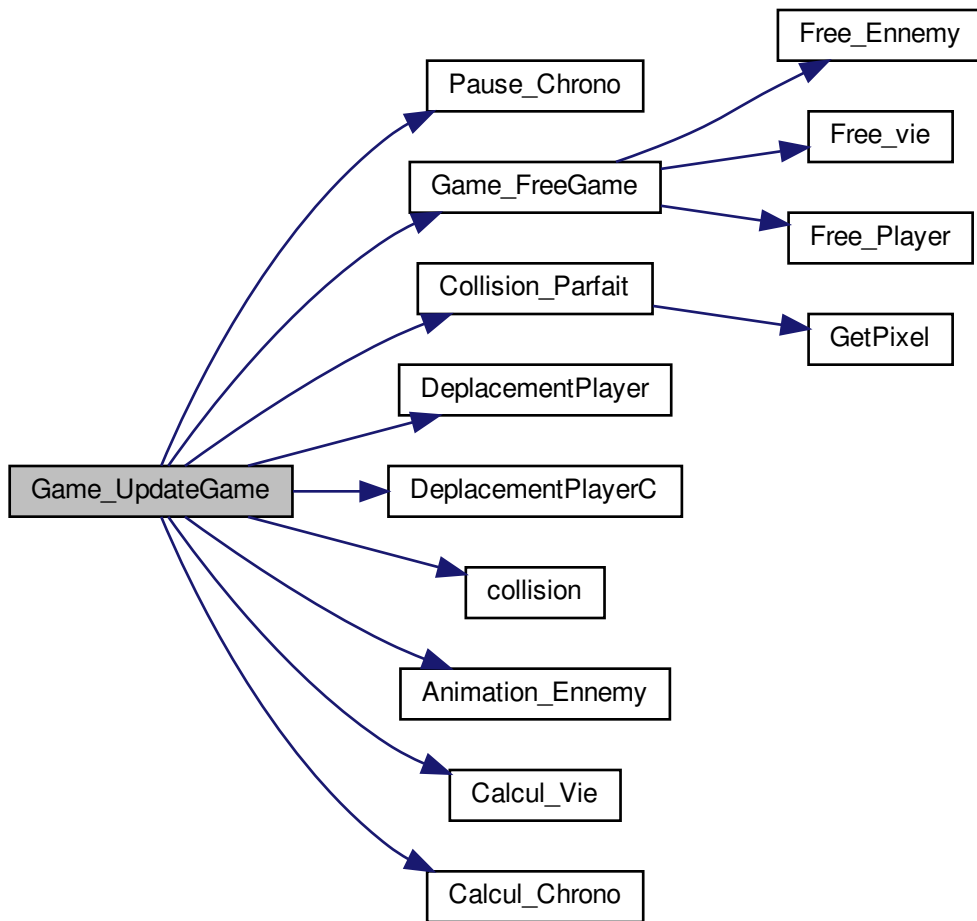 Free_Ennemy
Pause_Chrono
Free_vie
Game_FreeGame
Free_Player
Collision_Parfait
GetPixel
DeplacementPlayer
Game_UpdateGame
DeplacementPlayerC
collision
Animation_Ennemy
Calcul_Vie
Calcul_Chrono